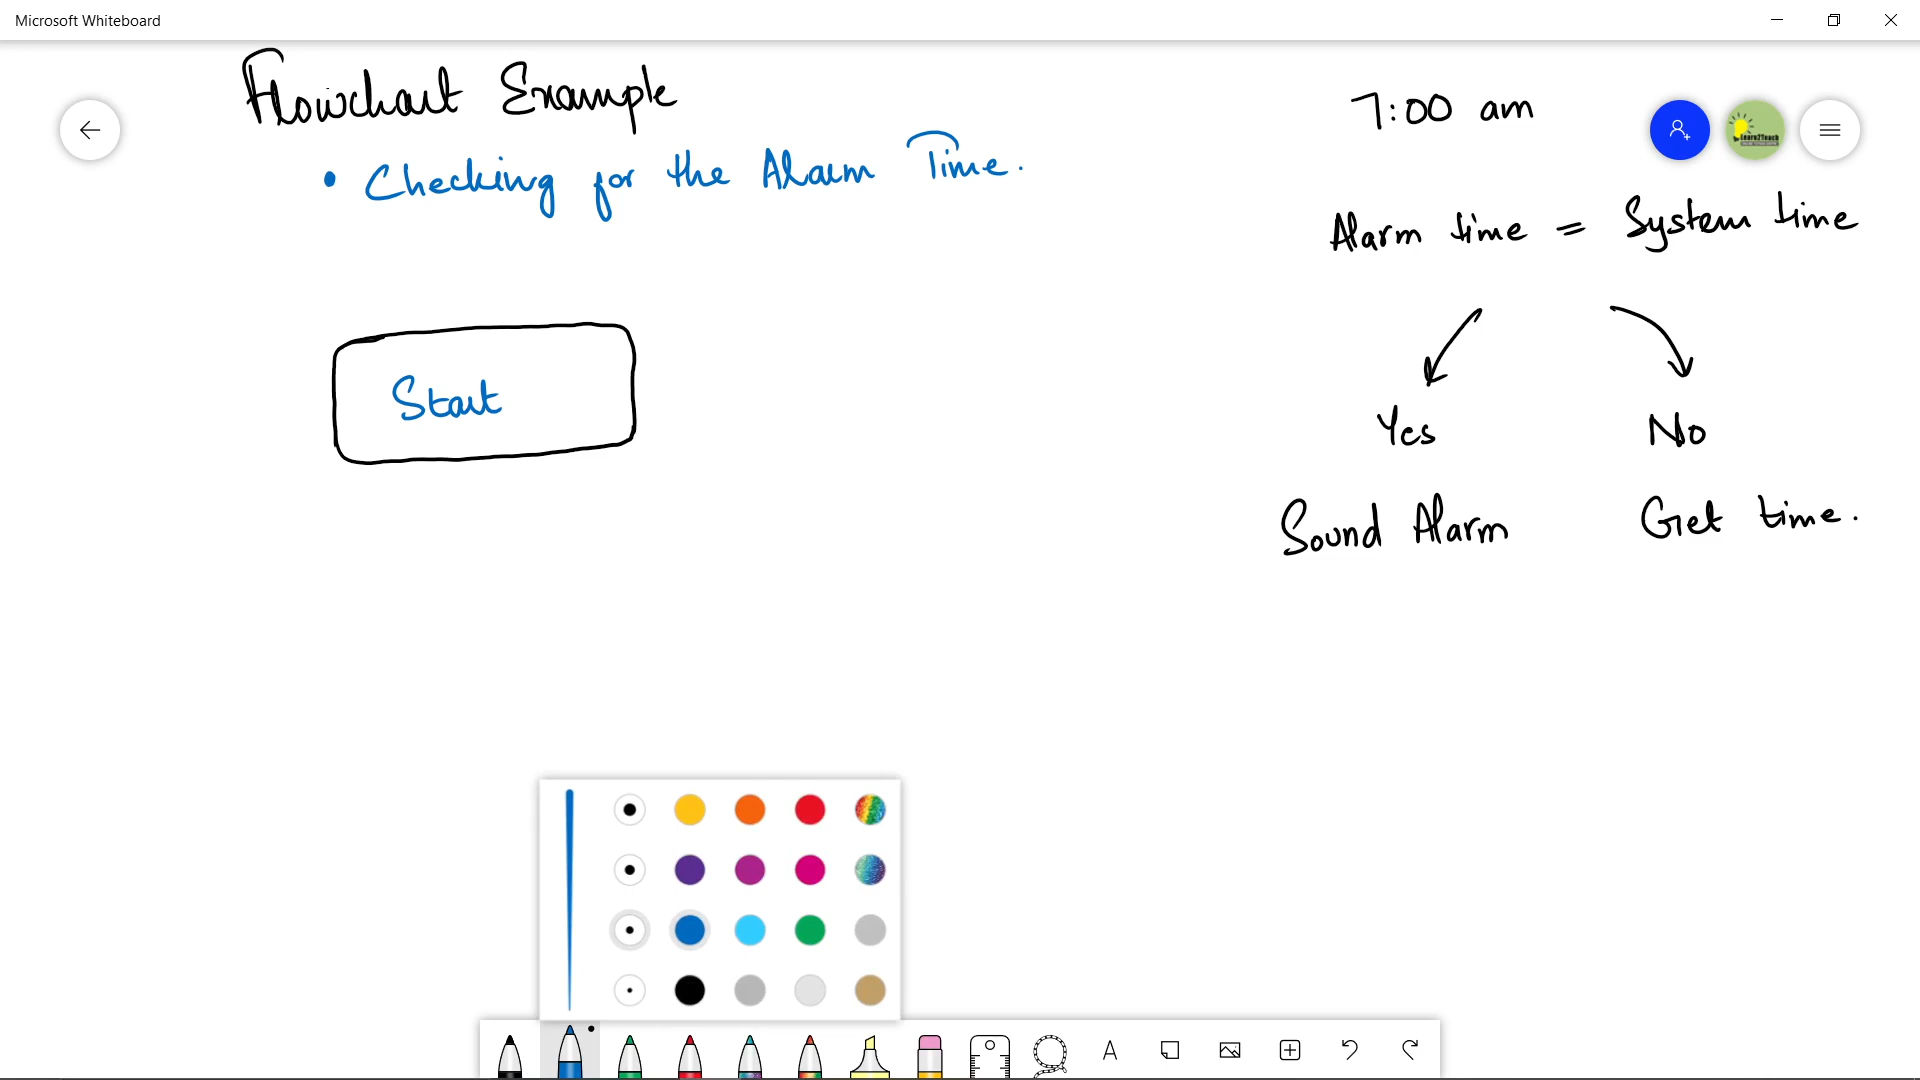 Microsoft Whiteboard
Flowchart Example
• Checking for the Alarm Time.
Start
7:00 am
Alarm time = System time
Yes No
Sound Alarm Get time.
Learn2Teach
A